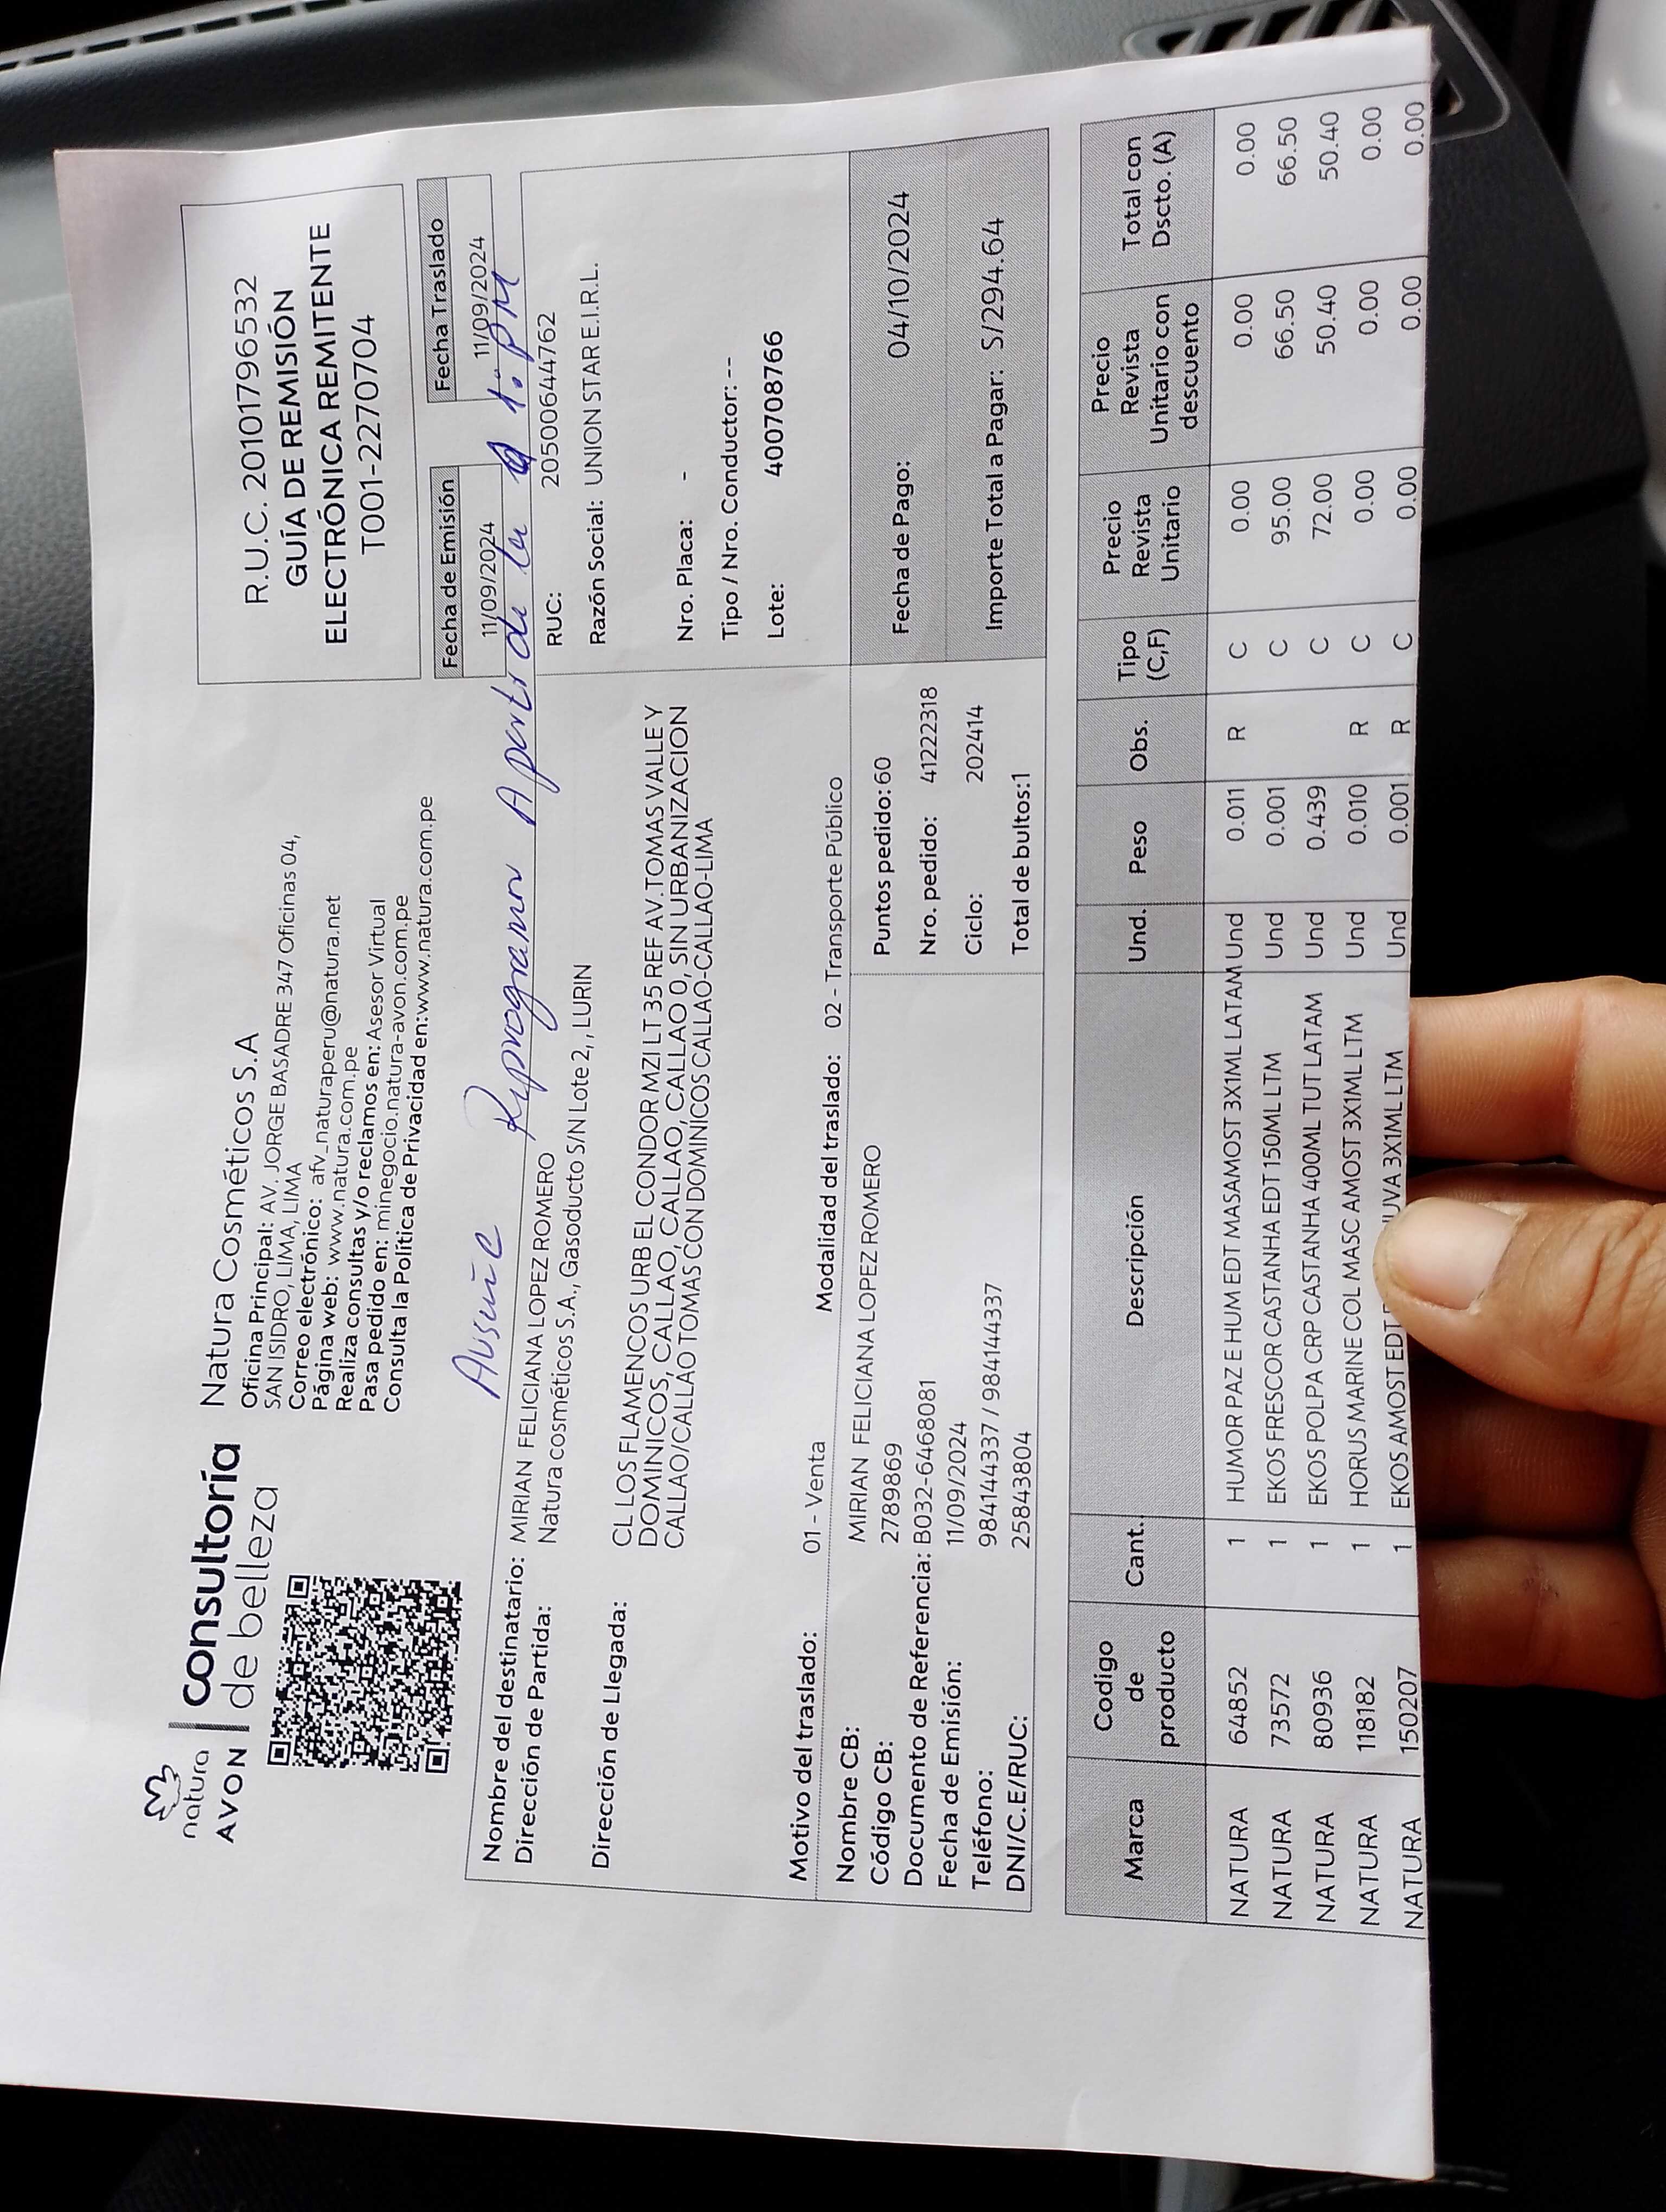 natura
AVON
Consultoría
de belleza
Natura Cosméticos S.A
Oficina Principal: AV. JORGE BASADRE 347 Oficinas 04,
SAN ISIDRO, LIMA, LIMA
Correo electrónico: afv_naturaperu@natura.net
Página web: www.natura.com.pe
Realiza consultas y/o reclamos en: Asesor Virtual
Pasa pedido en: minegocio.natura-avon.com.pe
Consulta la Política de Privacidad en:www.natura.com.pe
R.U.C. 20101796532
GUÍA DE REMISIÓN
ELECTRÓNICA REMITENTE
T001-2270704
Fecha de Emisión Fecha Traslado
11/09/2024 11/09/2024
A partir de la 1: PM
Nombre del destinatario: MIRIAN FELICIANA LOPEZ ROMERO
Dirección de Partida: Natura cosméticos S.A., Gasoducto S/N Lote 2, , LURIN
Dirección de Llegada: CL LOS FLAMENCOS URB EL CONDOR MZ I LT 35 REF AV.TOMAS VALLE Y
DOMINICOS, CALLAO, CALLAO, CALLAO 0, SIN URBANIZACION
CALLAO/CALLAO TOMAS CON DOMINICOS CALLAO-CALLAO-LIMA
RUC: 20500644762
Razón Social: UNION STAR E.I.R.L.
Nro. Placa: -
Tipo / Nro. Conductor: --
Lote: 400708766
Motivo del traslado: 01 - Venta Modalidad del traslado: 02 - Transporte Público
Nombre CB: MIRIAN FELICIANA LOPEZ ROMERO
Código CB: 2789869
Documento de Referencia: B032-6468081
Fecha de Emisión: 11/09/2024
Teléfono: 984144337 / 984144337
DNI/C.E/RUC: 25843804
Puntos pedido: 60
Nro. pedido: 41222318
Ciclo: 202414
Total de bultos:1
Fecha de Pago: 04/10/2024
Importe Total a Pagar: S/294.64
Marca Codigo de producto Cant. Descripción Und. Peso Obs. Tipo (C,F) Precio Revista Unitario Precio Revista Unitario con descuento Total con Dscto. (A)
NATURA 64852 1 HUMOR PAZ E HUM EDT MASAMOST 3X1ML LATAM Und 0.011 R C 0.00 0.00 0.00
NATURA 73572 1 EKOS FRESCOR CASTANHA EDT 150ML LTM Und 0.001 C 95.00 66.50 66.50
NATURA 80936 1 EKOS POLPA CRP CASTANHA 400ML TUT LATAM Und 0.439 C 72.00 50.40 50.40
NATURA 118182 1 HORUS MARINE COL MASC AMOST 3X1ML LTM Und 0.010 R C 0.00 0.00 0.00
NATURA 150207 1 EKOS AMOST EDT 3X1ML LTM Und 0.001 R C 0.00 0.00 0.00